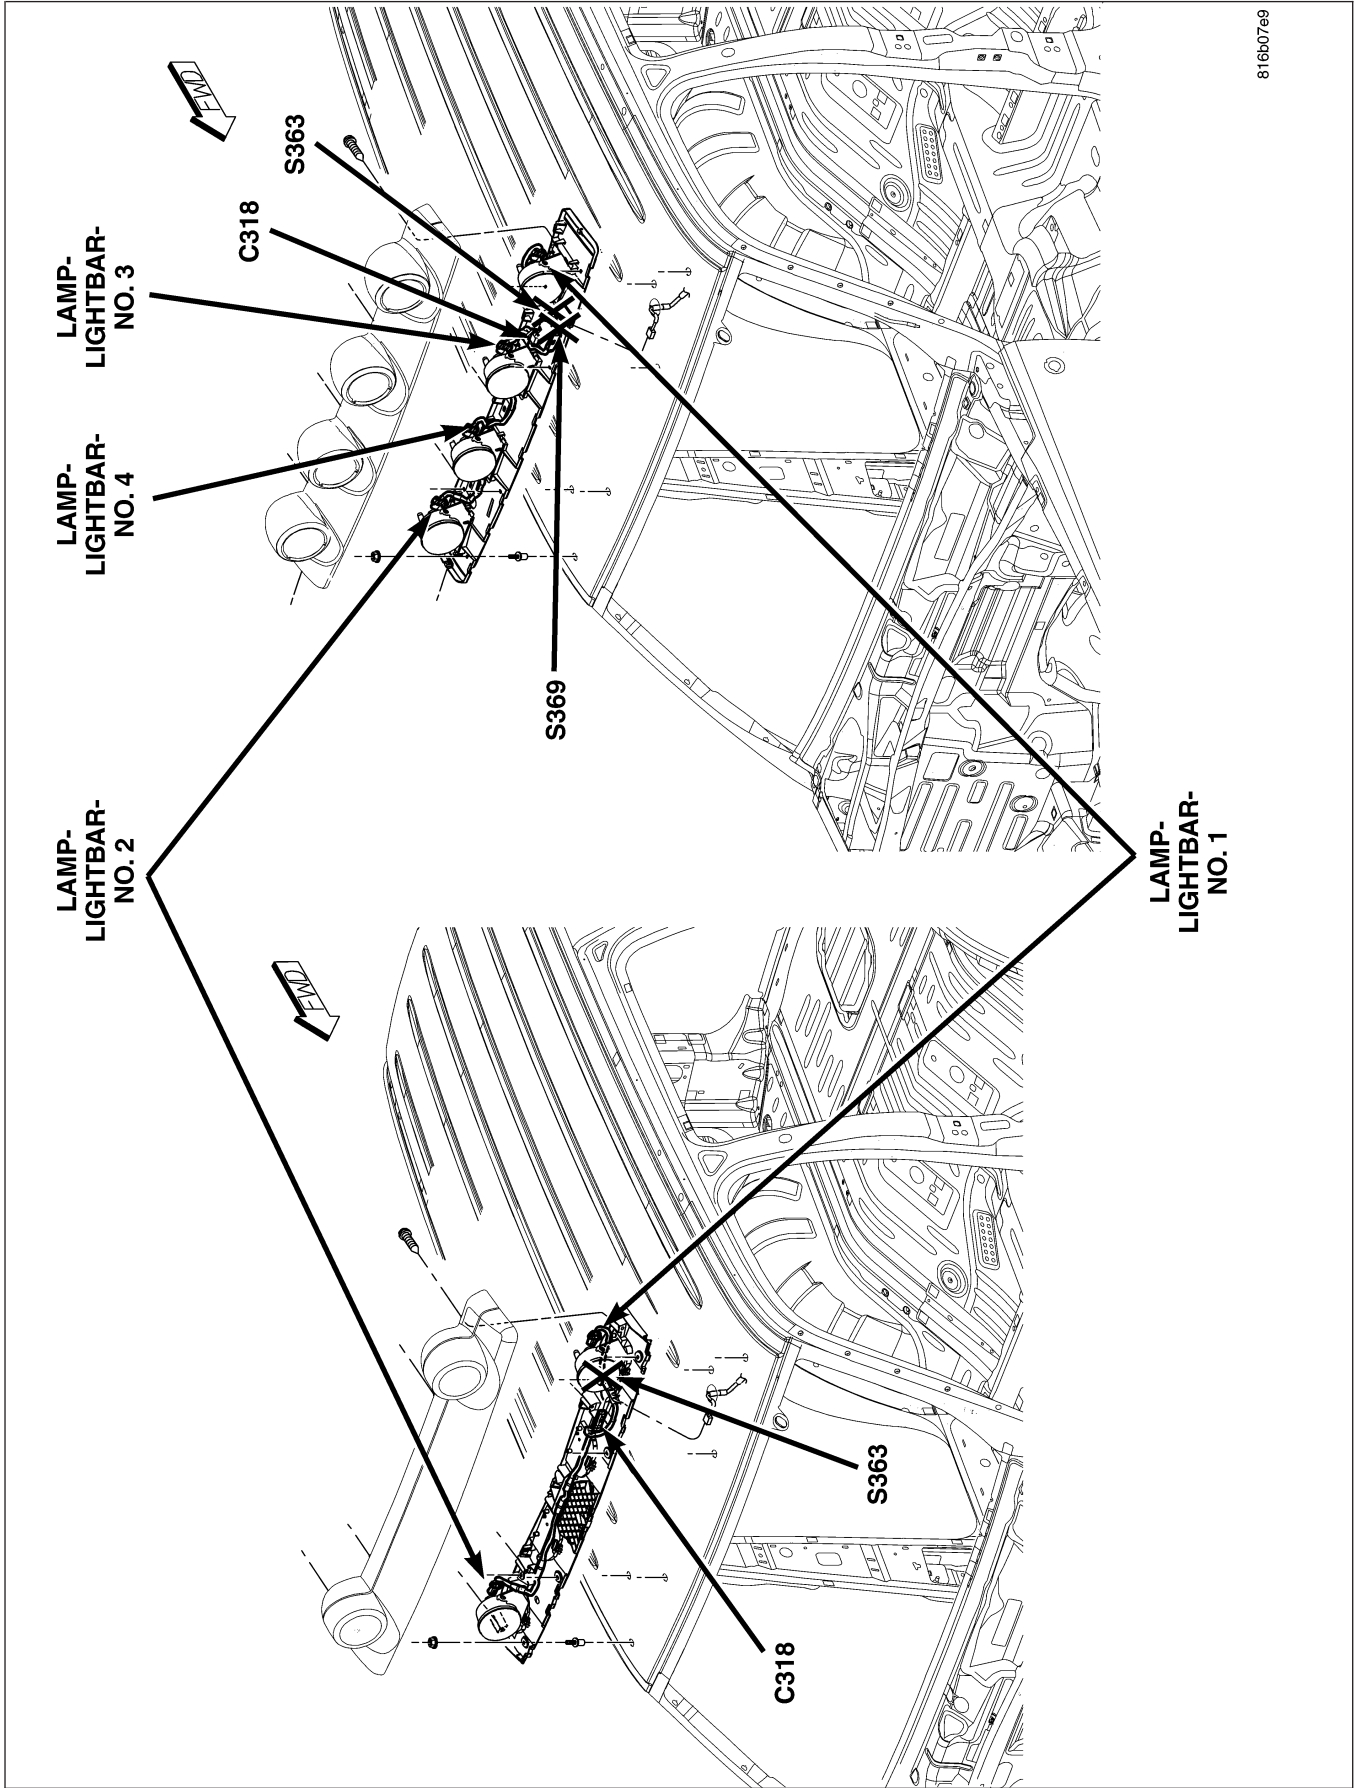 LAMP-
LIGHTBAR-
NO. 2
LAMP-
LIGHTBAR-
NO. 4
LAMP-
LIGHTBAR-
NO. 3
C318
S363
FWD
FWD
S369
C318
S363
LAMP-
LIGHTBAR-
NO. 1
816b07e9